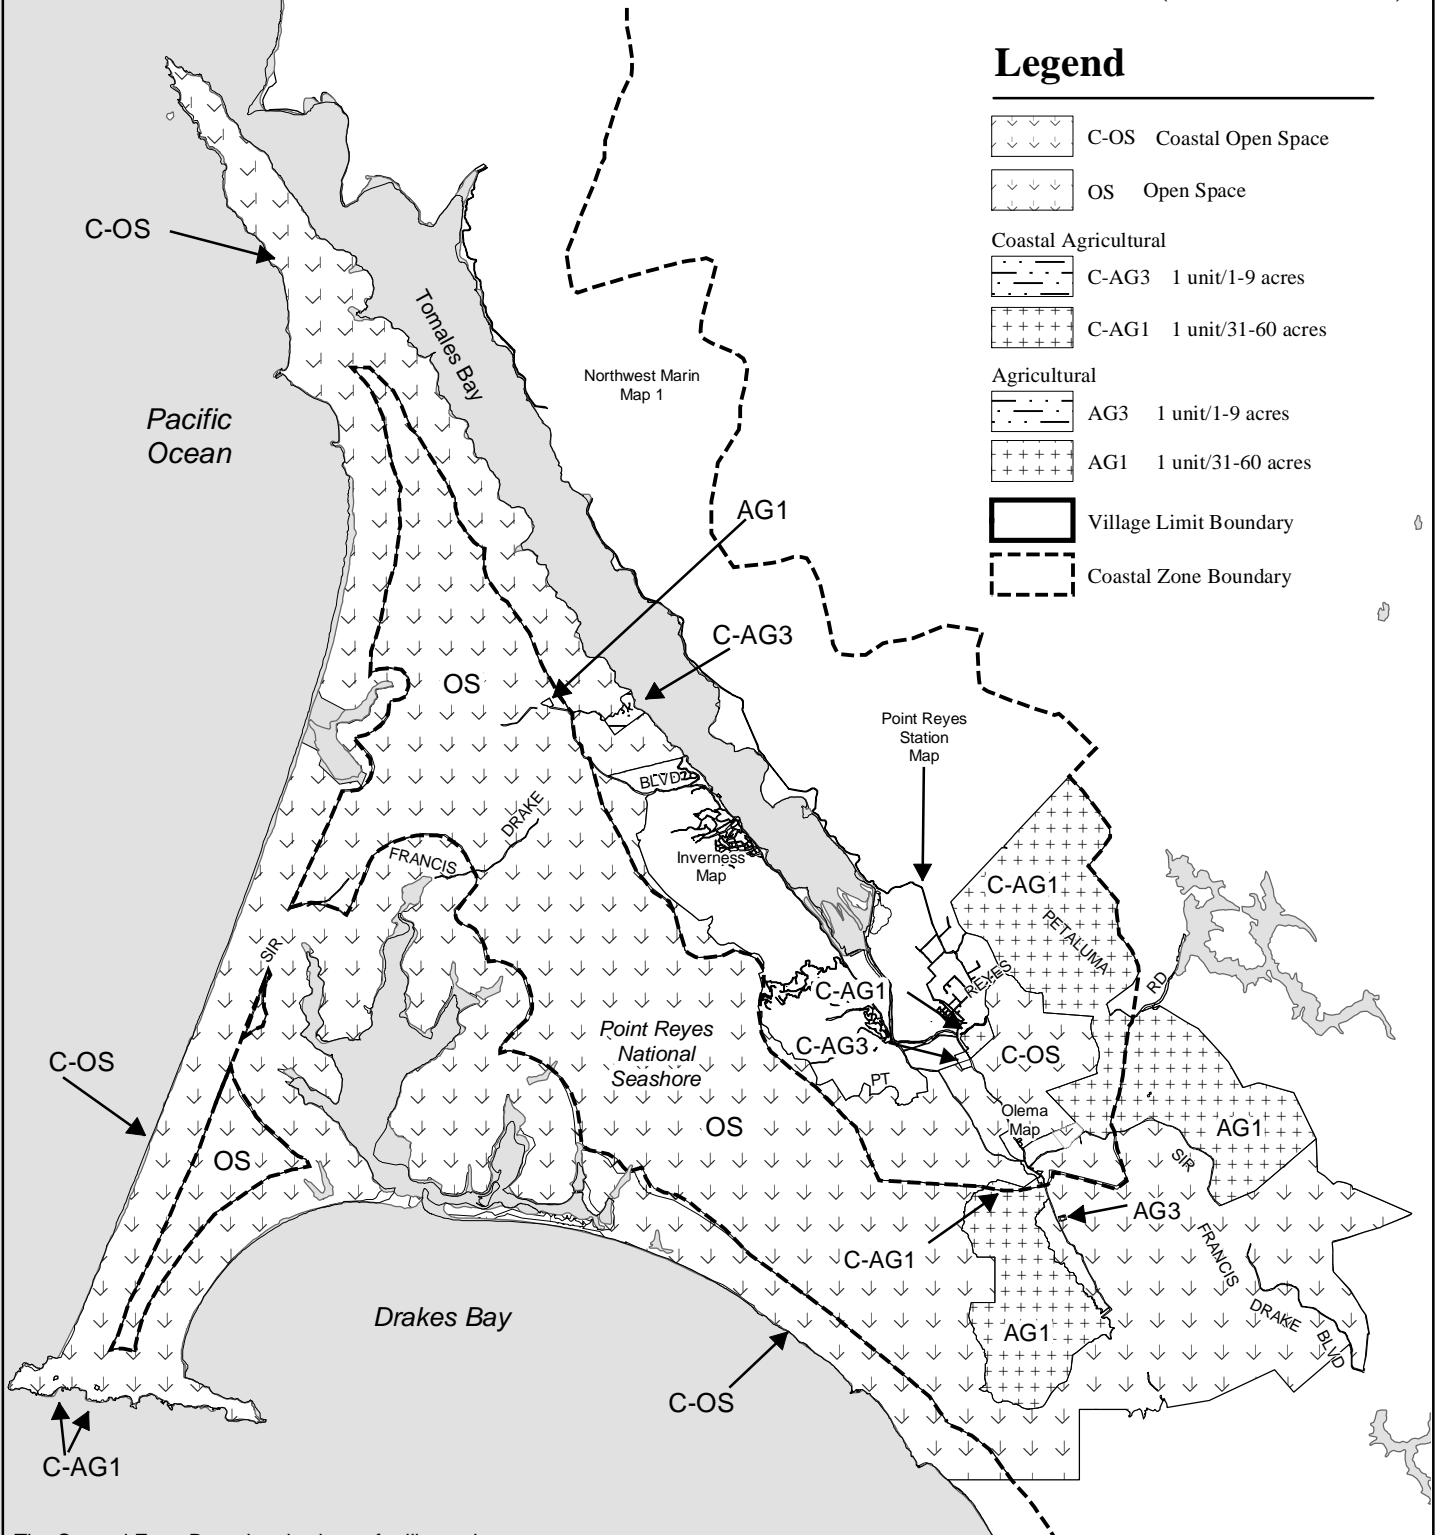 Legend
C-OS Coastal Open Space
OS Open Space
Coastal Agricultural
C-AG3 1 unit/1-9 acres
C-AG1 1 unit/31-60 acres
Agricultural
AG3 1 unit/1-9 acres
AG1 1 unit/31-60 acres
Village Limit Boundary
Coastal Zone Boundary
C-OS
Tomales Bay
Northwest Marin
Map 1
Pacific
Ocean
AG1
C-AG3
OS
Point Reyes
Station
Map
BLVD
DRAKE
FRANCIS
SIR
Inverness
Map
C-AG1
PETALUMA
REYES
RD
C-AG1
C-AG3
PT
C-OS
Point Reyes
National
Seashore
C-OS
OS
OS
Olema
Map
AG1
SIR
AG3
FRANCIS
DRAKE
BLVD
C-AG1
AG1
Drakes Bay
C-OS
C-AG1